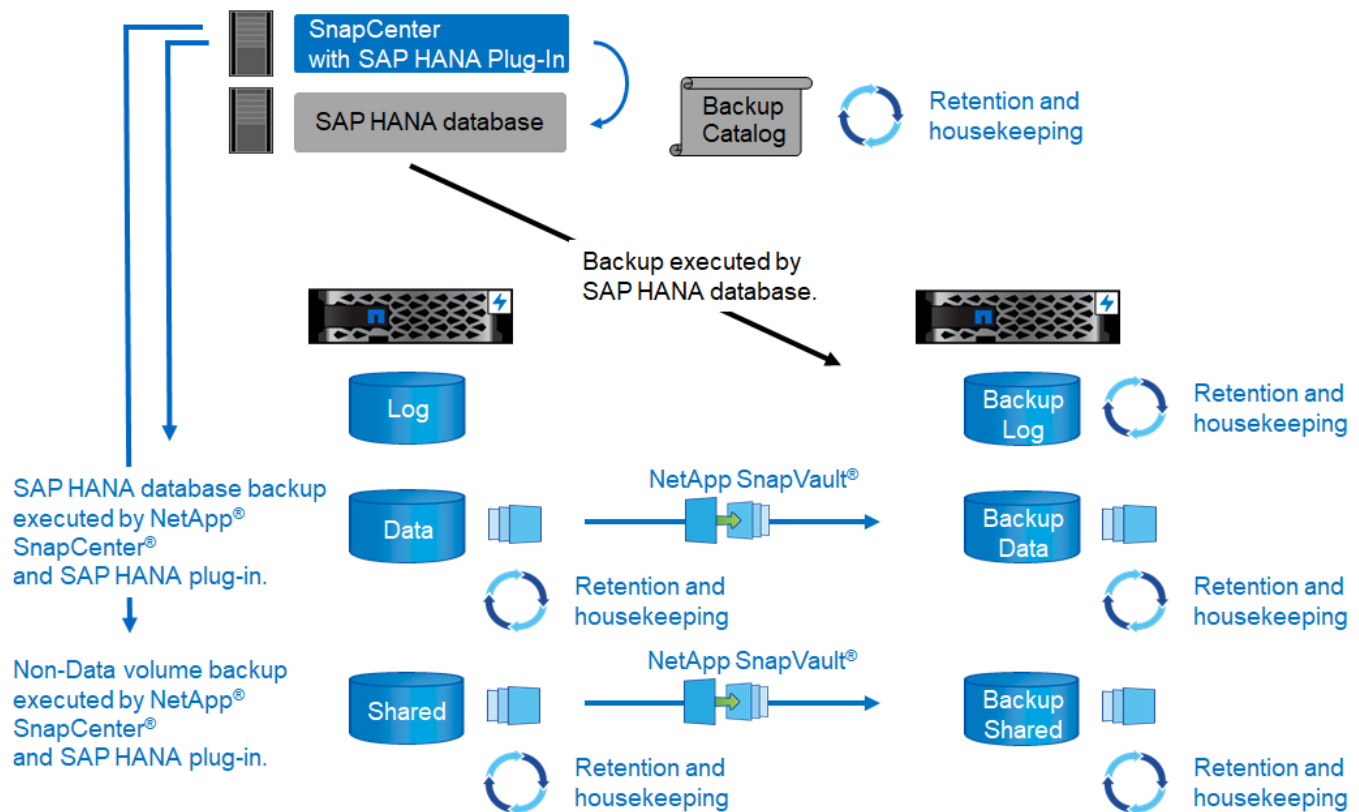 SnapCenter
with SAP HANA Plug-In
SAP HANA database
Backup
Catalog
Retention and
housekeeping
Backup executed by
SAP HANA database.
Log
Backup
Log
Retention and
housekeeping
SAP HANA database backup
executed by NetApp®
SnapCenter®
and SAP HANA plug-in.
Data
NetApp SnapVault®
Backup
Data
Retention and
housekeeping
Retention and
housekeeping
Non-Data volume backup
executed by NetApp®
SnapCenter®
and SAP HANA plug-in.
Shared
NetApp SnapVault®
Backup
Shared
Retention and
housekeeping
Retention and
housekeeping